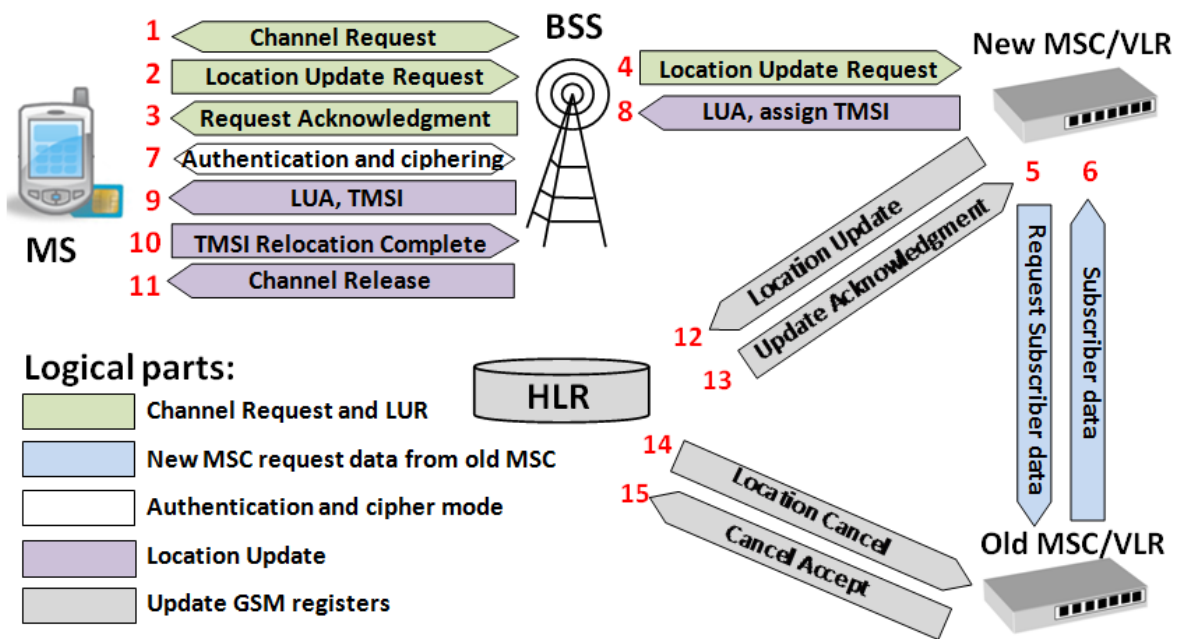 BSS
1
Channel Request
New MSC/VLR
2
Location Update Request
4
Location Update Request
3
Request Acknowledgment
8
LUA, assign TMSI
7
Authentication and ciphering
5
6
9
LUA, TMSI
10
TMSI Relocation Complete
MS
11
Channel Release
Location Update
Update Acknowledgment
12
13
Request Subscriber data
Subscriber data
HLR
Logical parts:
Channel Request and LUR
New MSC request data from old MSC
Authentication and cipher mode
Location Update
Update GSM registers
14
Location Cancel
15
Cancel Accept
Old MSC/VLR